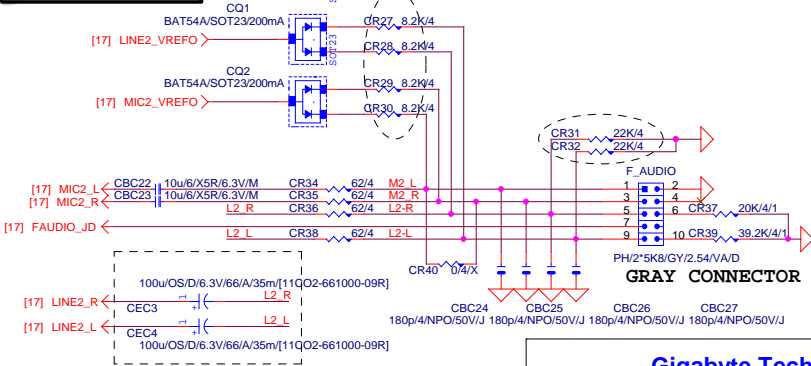 CQ1
BAT54A/SOT23/200mA
SOT23
[17] LINE2_VREFO
CR27 8.2K/4
CR28 8.2K/4
CQ2
BAT54A/SOT23/200mA
[17] MIC2_VREFO
CR29 8.2K/4
CR30 8.2K/4
CR31 22K/4
CR32 22K/4
F_AUDIO
[17] MIC2_L CBC22 10u/6/X5R/6.3V/M CR34 62/4 M2_L 1 2
[17] MIC2_R CBC23 10u/6/X5R/6.3V/M CR35 62/4 M2_R 3 4
L2_R CR36 62/4 L2-R 5 6 CR37 20K/4/1
[17] FAUDIO_JD 7
L2_L CR38 62/4 L2-L 9 10 CR39 39.2K/4/1
PH/2*5K8/GY/2.54/VA/D
GRAY CONNECTOR
CR40 0/4/X
100u/OS/D/6.3V/66/A/35m/[11CO2-661000-09R]
[17] LINE2_R CEC3 1 + L2_R
[17] LINE2_L CEC4 1 + L2_L
100u/OS/D/6.3V/66/A/35m/[11CO2-661000-09R]
CBC24 CBC25 CBC26 CBC27
180p/4/NPO/50V/J 180p/4/NPO/50V/J 180p/4/NPO/50V/J 180p/4/NPO/50V/J